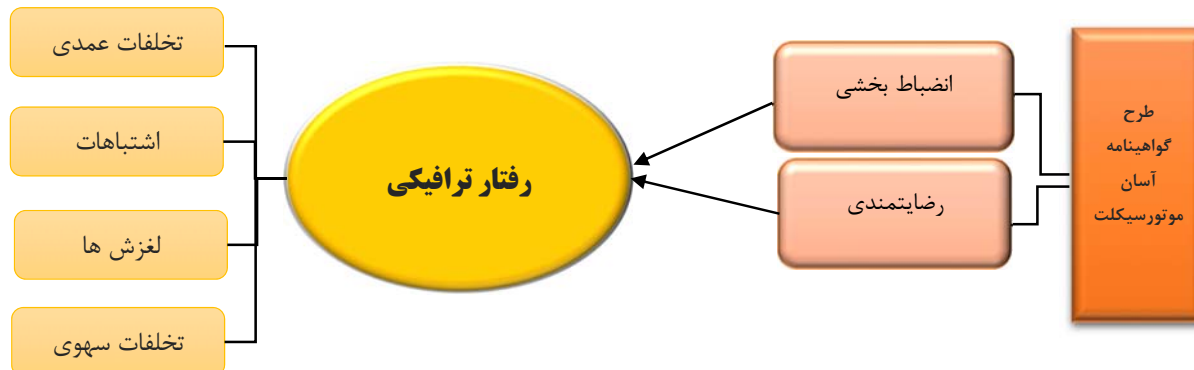 طرح
گواهینامه
آسان
موتورسیکلت
انضباط بخشی
رضایتمندی
رفتار ترافیکی
تخلفات عمدی
اشتباهات
لغزش ها
تخلفات سهوی